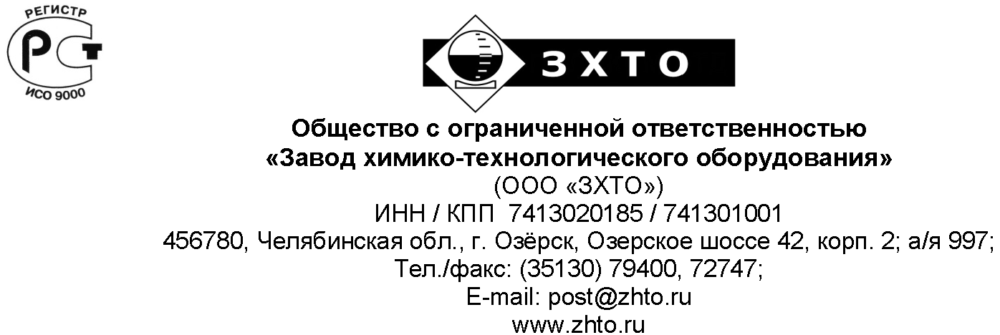 РЕГИСТР
РСТ
ИСО 9000
ЗХТО
Общество с ограниченной ответственностью
«Завод химико-технологического оборудования»
(ООО «ЗХТО»)
ИНН / КПП  7413020185 / 741301001
456780, Челябинская обл., г. Озёрск, Озерское шоссе 42, корп. 2; а/я 997;
Тел./факс: (35130) 79400, 72747;
E-mail: post@zhto.ru
www.zhto.ru